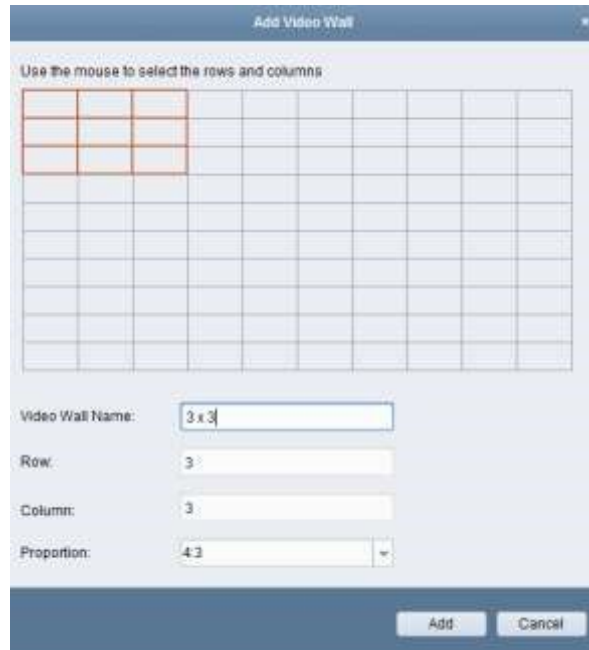 Add Video Wall
Use the mouse to select the rows and columns
Video Wall Name:
3 x 3
Row:
3
Column:
3
Proportion:
4:3
Add
Cancel